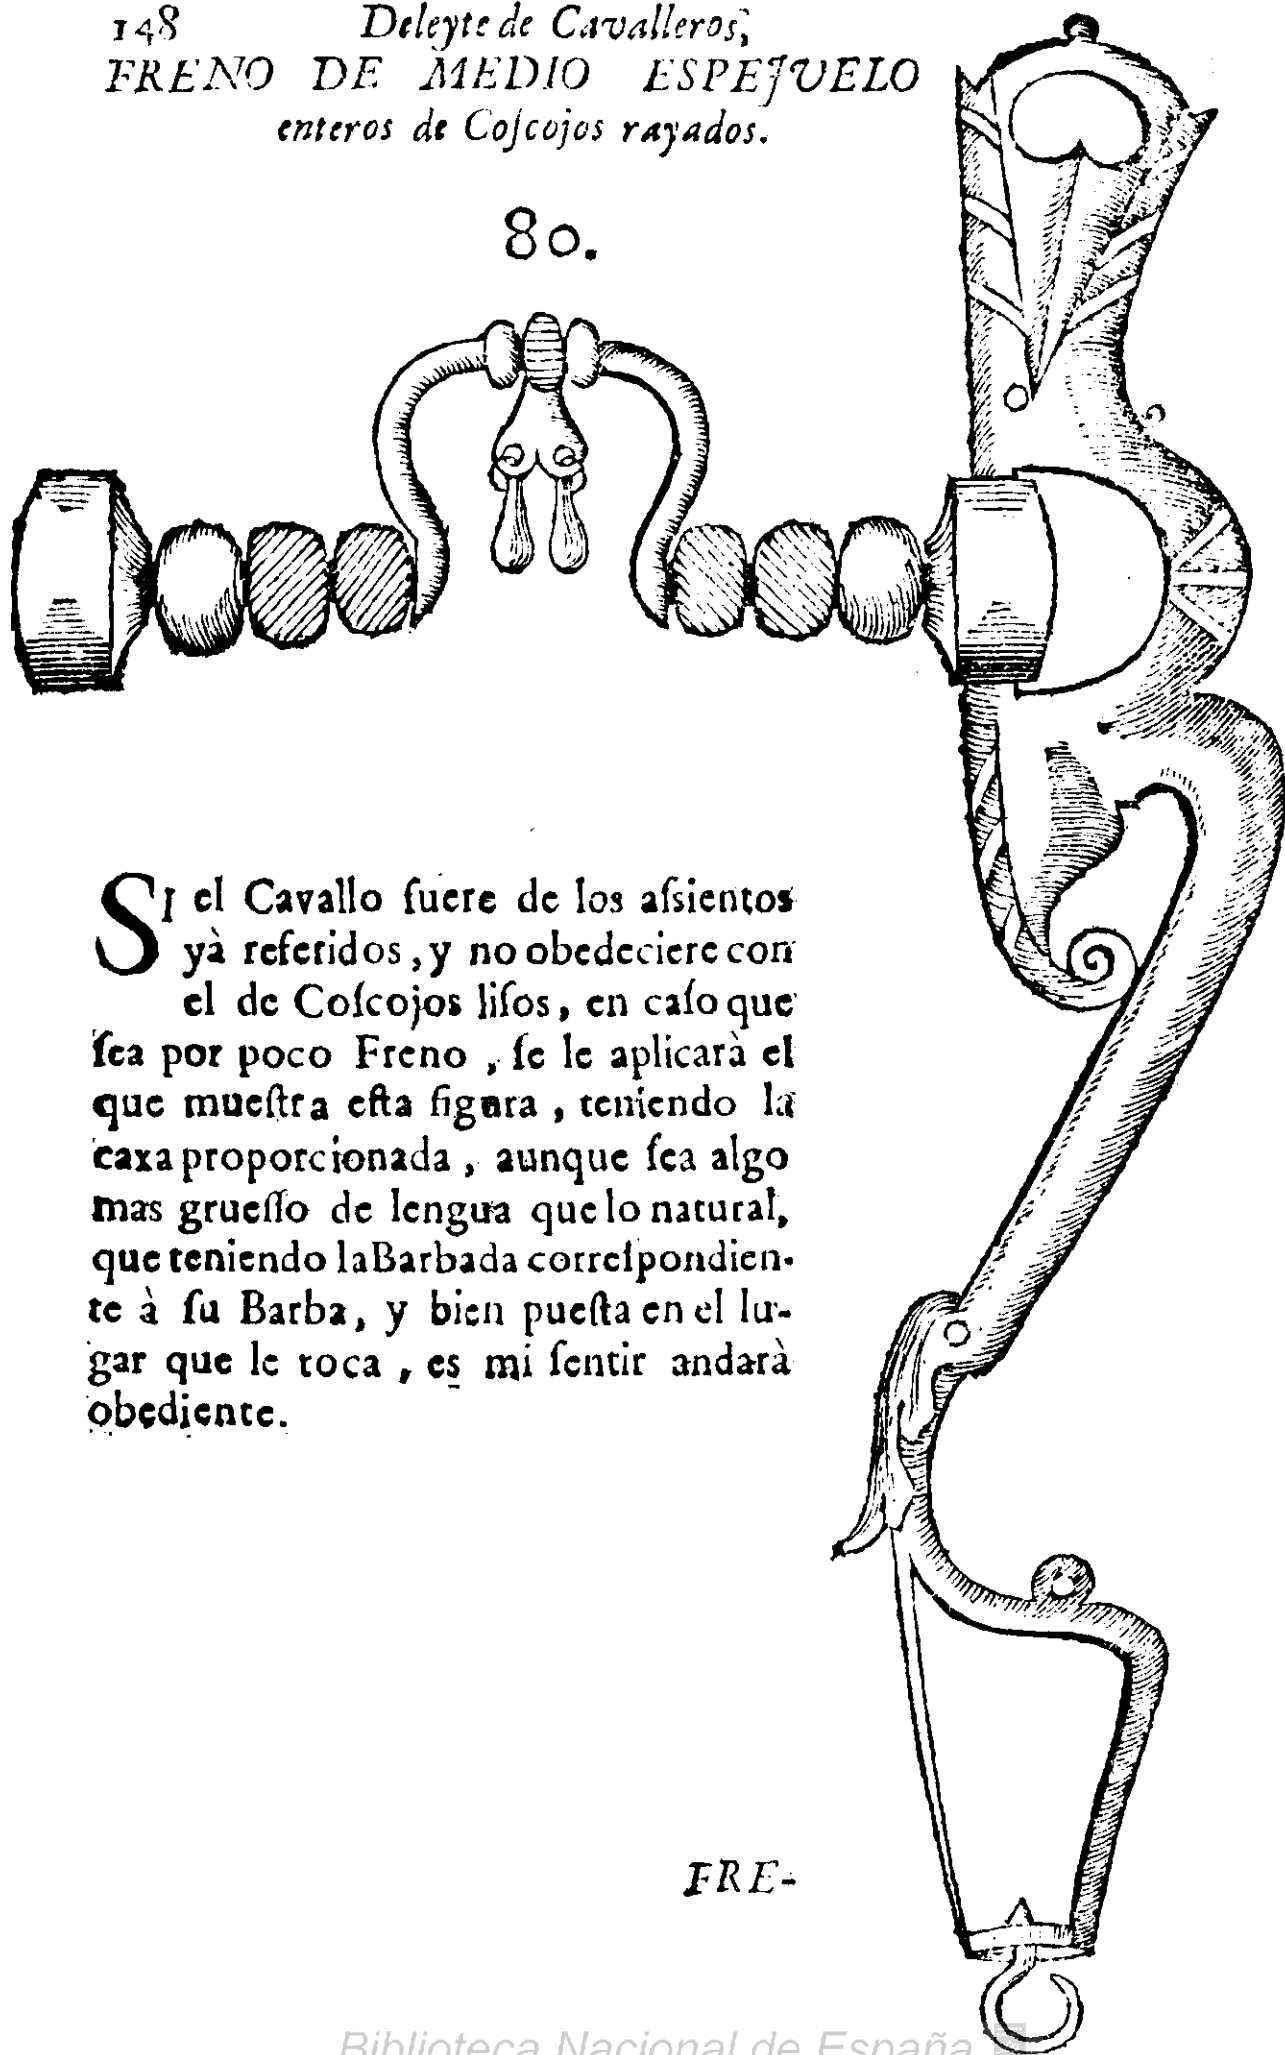 148 Deleyte de Cavalleros,
FRENO DE MEDIO ESPEJUELO
enteros de Coſcojos rayados.
80.
SI el Cavallo fuere de los aſsientos
yà referidos, y no obedeciere con
el de Coſcojos liſos, en caſo que
ſea por poco Freno, ſe le aplicarà el
que mueſtra eſta figura, teniendo la
caxa proporcionada, aunque ſea algo
mas grueſſo de lengua que lo natural,
que teniendo la Barbada correſpondien-
te à ſu Barba, y bien pueſta en el lu-
gar que le toca, es mi ſentir andarà
obediente.
FRE-
Biblioteca Nacional de España